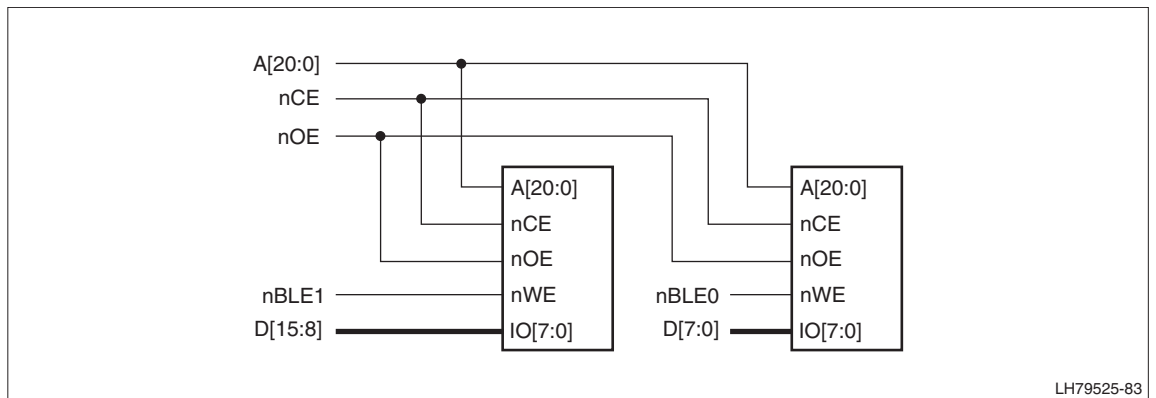 A[20:0]
nCE
nOE
A[20:0]
nCE
nOE
nBLE1
nWE
D[15:8]
IO[7:0]
A[20:0]
nCE
nOE
nBLE0
nWE
D[7:0]
IO[7:0]
LH79525-83